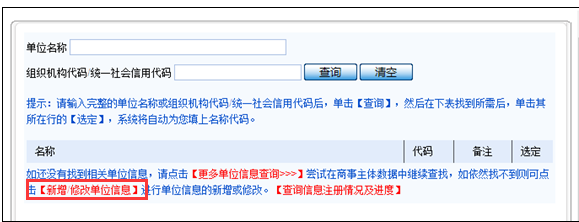 单位名称
组织机构代码/统一社会信用代码 查询 清空
提示：请输入完整的单位名称或组织机构代码/统一社会信用代码后，单击【查询】，然后在下表找到所需后，单击其
所在行的【选定】，系统将自动为您填上名称代码。
名称 代码 备注 选定
如还没有找到相关单位信息，请点击【更多单位信息查询>>>】尝试在商事主体数据中继续查找，如依然找不到则可点
击【新增/修改单位信息】进行单位信息的新增或修改。【查询信息注册情况及进度】